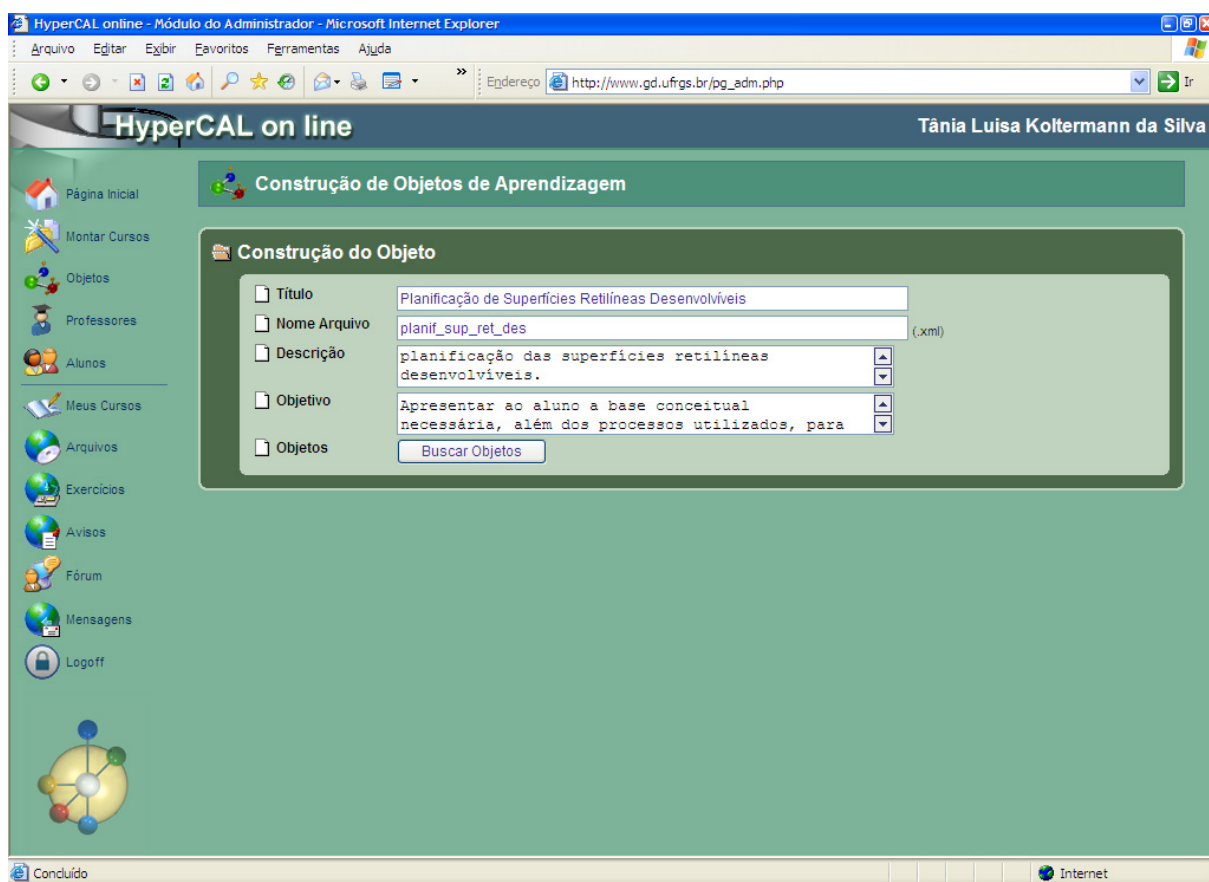 HyperCAL online - Módulo do Administrador - Microsoft Internet Explorer
Arquivo Editar Exibir Favoritos Ferramentas Ajuda
» Endereço http://www.gd.ufrgs.br/pg_adm.php Ir
HyperCAL on line
Tânia Luisa Koltermann da Silva
Página Inicial
Montar Cursos
Objetos
Professores
Alunos
Meus Cursos
Arquivos
Exercícios
Avisos
Fórum
Mensagens
Logoff
Construção de Objetos de Aprendizagem
Construção do Objeto
Título Planificação de Superfícies Retilíneas Desenvolvíveis
Nome Arquivo planif_sup_ret_des (.xml)
Descrição planificação das superfícies retilíneas
desenvolvíveis.
Objetivo Apresentar ao aluno a base conceitual
necessária, além dos processos utilizados, para
Objetos Buscar Objetos
Concluído Internet